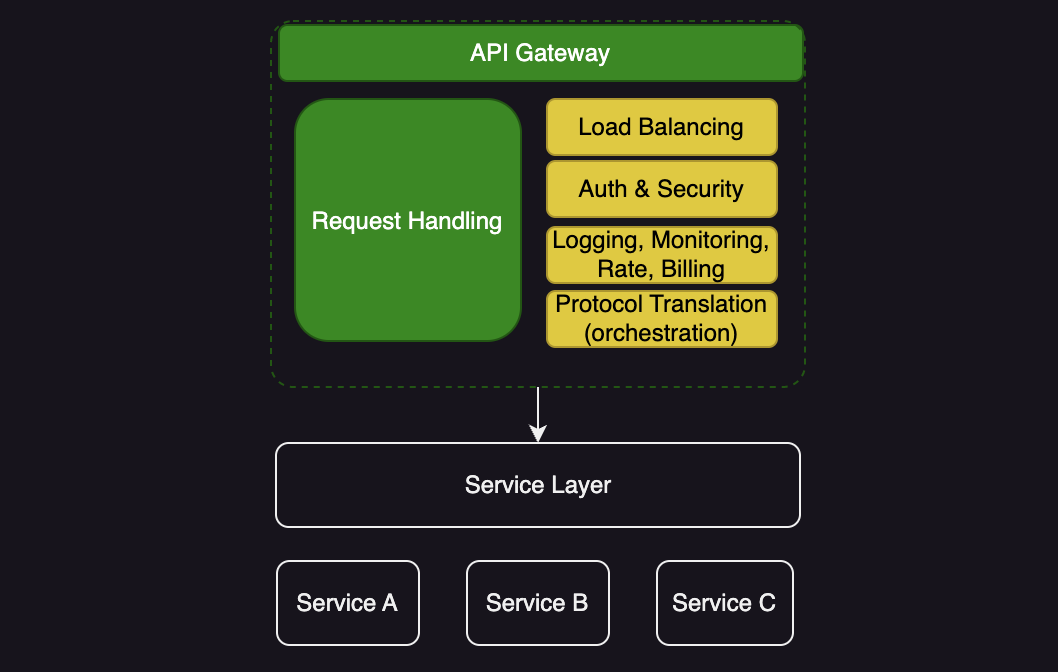 API Gateway
Request Handling
Load Balancing
Auth & Security
Logging, Monitoring,
Rate, Billing
Protocol Translation
(orchestration)
Service Layer
Service A
Service B
Service C